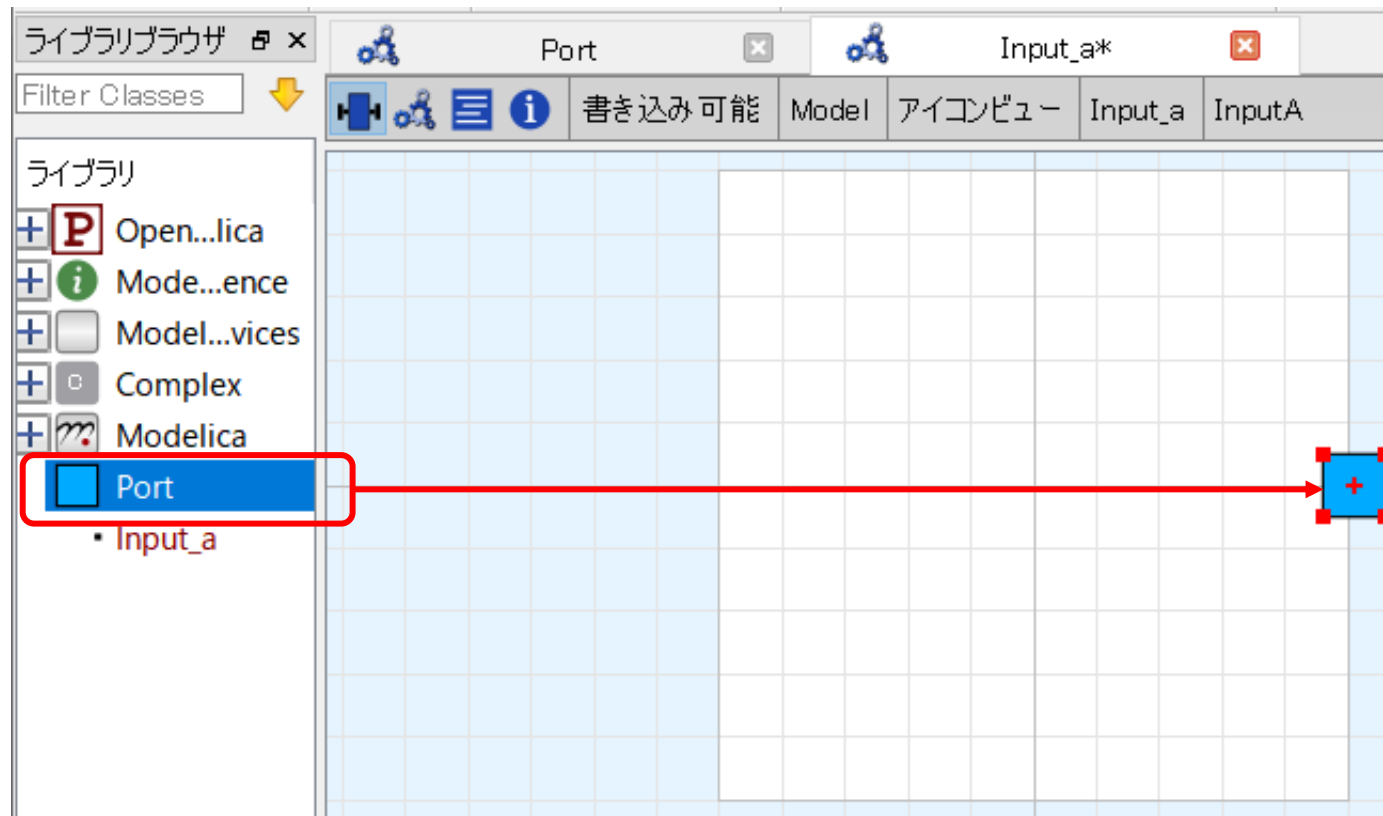 ライブラリブラウザ
Port
Input_a*
Filter Classes
書き込み可能 Model アイコンビュー Input_a InputA
ライブラリ
P Open...lica
i Mode...ence
Model...vices
C Complex
Modelica
Port
Input_a